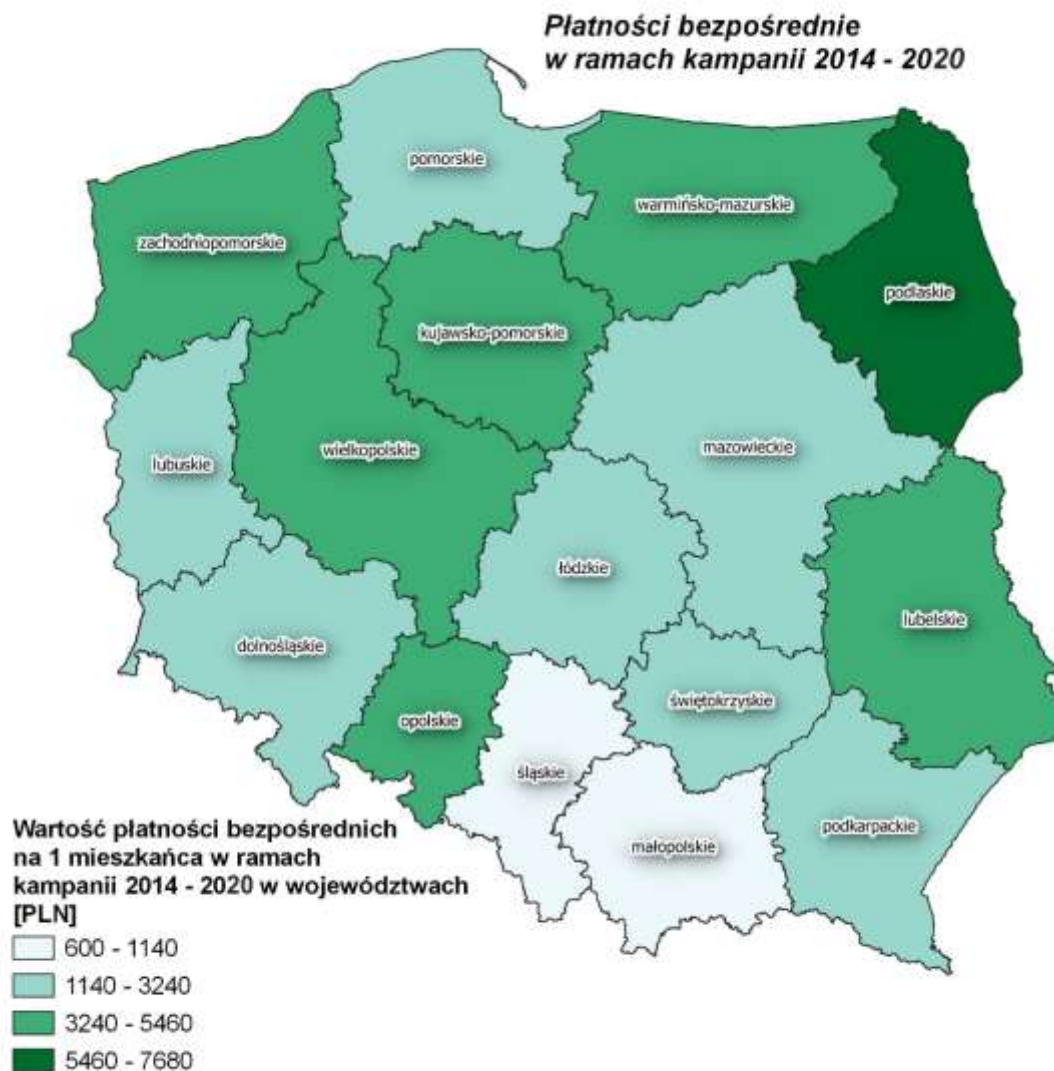 Płatności bezpośrednie
w ramach kampanii 2014 - 2020
pomorskie
warmińsko-mazurskie
zachodniopomorskie
podlaskie
kujawsko-pomorskie
wielkopolskie
mazowieckie
lubuskie
łódzkie
lubelskie
dolnośląskie
świętokrzyskie
opolskie
śląskie
podkarpackie
małopolskie
Wartość płatności bezpośrednich
na 1 mieszkańca w ramach
kampanii 2014 - 2020 w województwach
[PLN]
600 - 1140
1140 - 3240
3240 - 5460
5460 - 7680